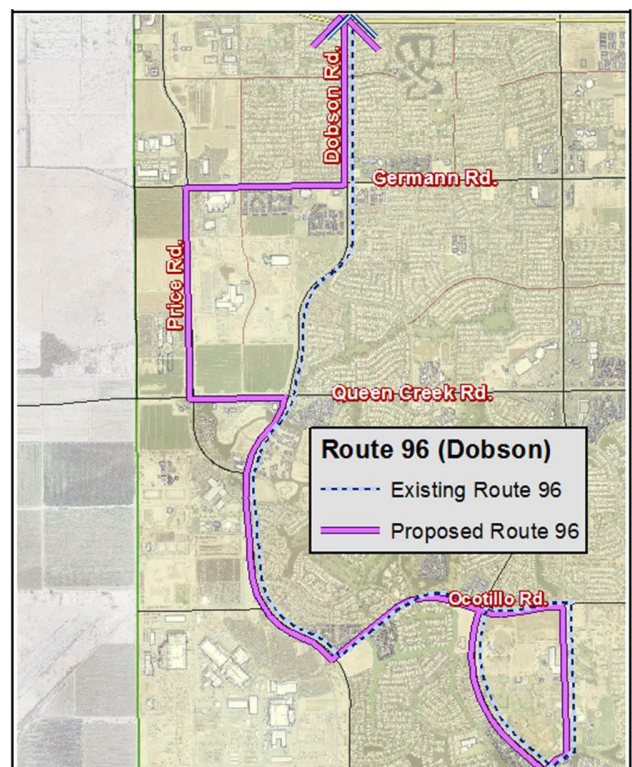 Dobson Rd.
Germann Rd.
Price Rd.
Queen Creek Rd.
Route 96 (Dobson)
Existing Route 96
Proposed Route 96
Ocotillo Rd.